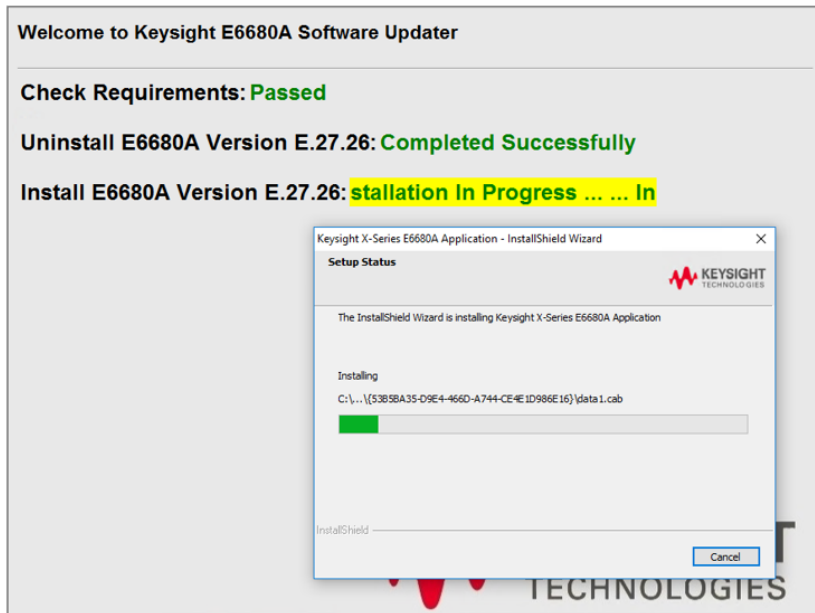 Welcome to Keysight E6680A Software Updater
Check Requirements: Passed
Uninstall E6680A Version E.27.26: Completed Successfully
Install E6680A Version E.27.26: stallation In Progress ... ... In
Keysight X-Series E6680A Application - InstallShield Wizard
Setup Status
KEYSIGHT
TECHNOLOGIES
The InstallShield Wizard is installing Keysight X-Series E6680A Application
Installing
C:\...\{53B5BA35-D9E4-466D-A744-CE4E1D986E16}\data1.cab
InstallShield
Cancel
T
TECHNOLOGIES